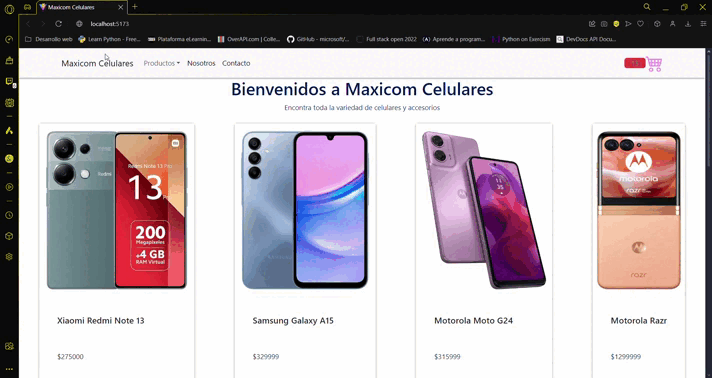 Maxicom Celulares
localhost:5173
Desarrollo web
Learn Python - Free...
Plataforma eLearnin...
OverAPI.com | Colle...
GitHub - microsoft/...
Full stack open 2022
(A) Aprende a program...
Python on Exercism
DevDocs API Docu...
Maxicom Celulares
Productos
Nosotros
Contacto
Bienvenidos a Maxicom Celulares
Encontra toda la variedad de celulares y accesorios
Redmi Note 13 Pro
13
200
Megapíxeles
+4 GB
RAM Virtual
motorola
razr
razr
Xiaomi Redmi Note 13
Samsung Galaxy A15
Motorola Moto G24
Motorola Razr
$275000
$329999
$315999
$1299999